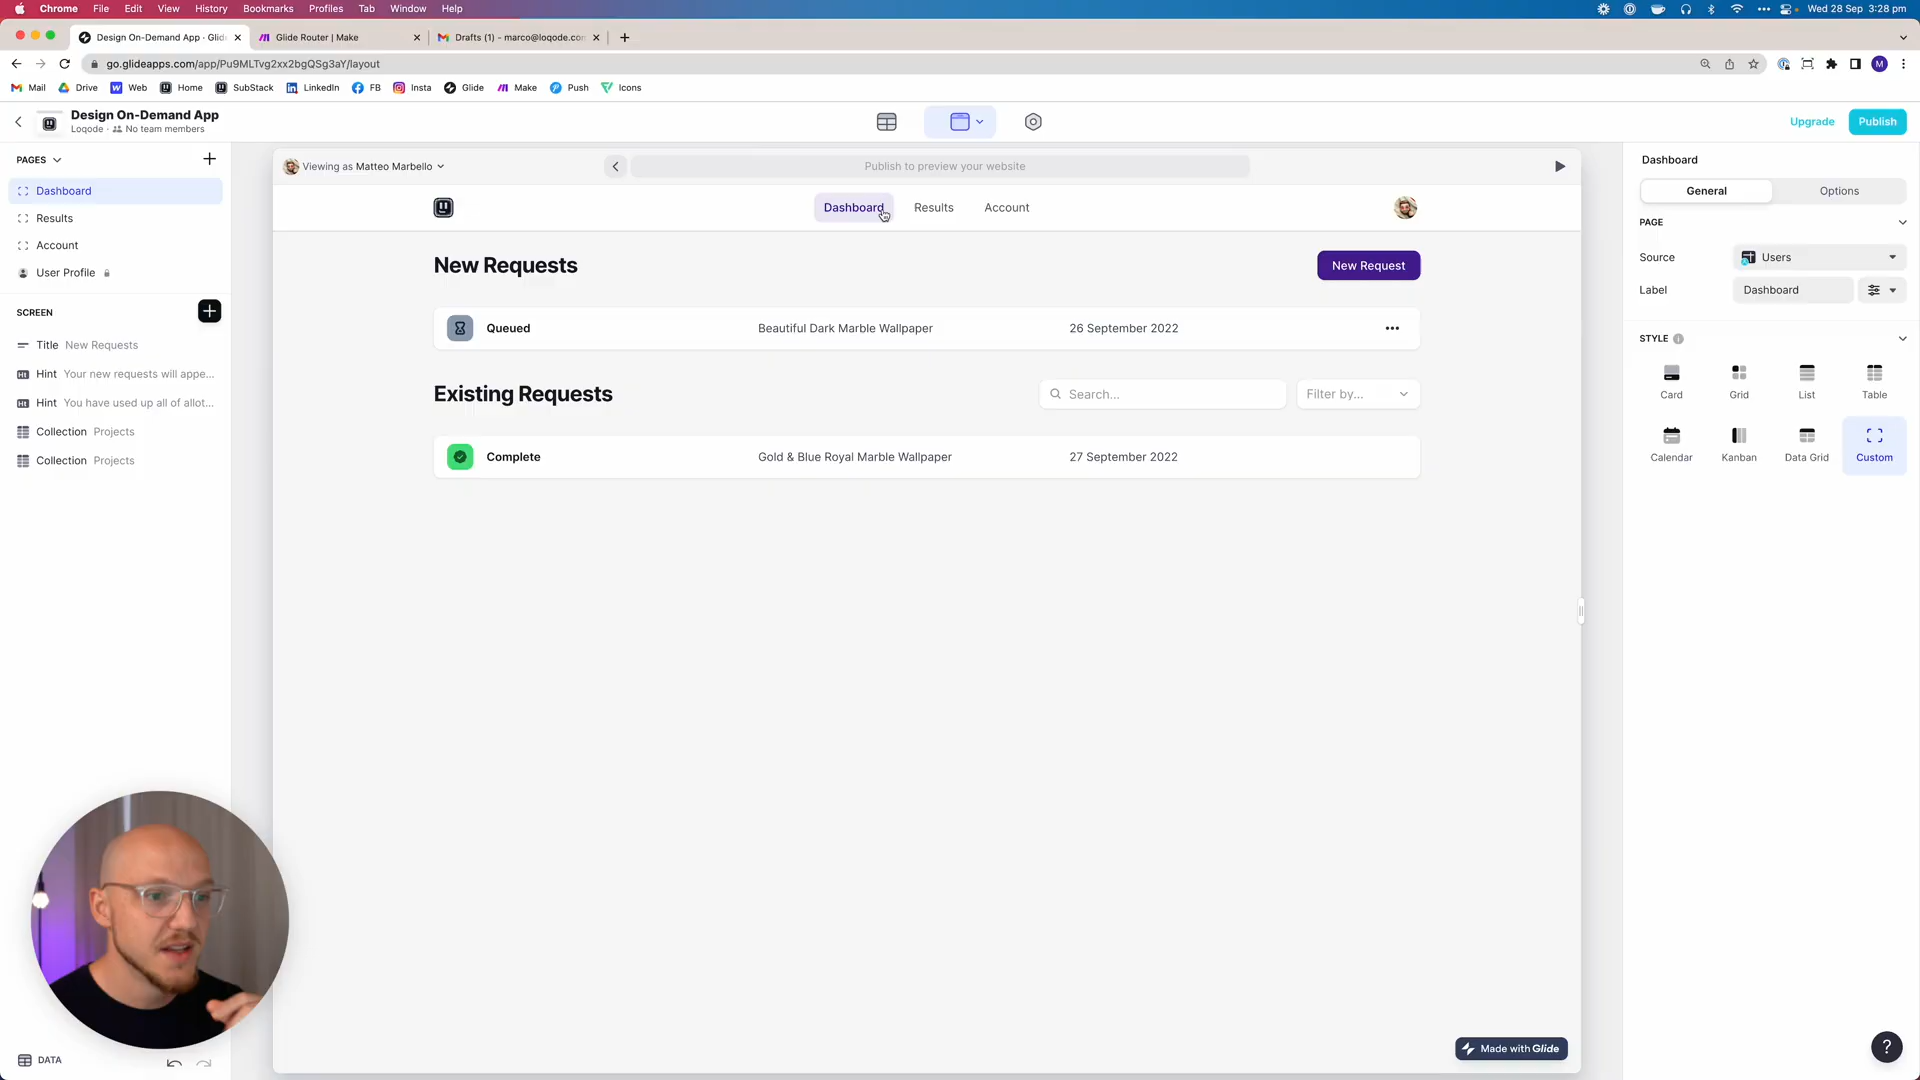 Chrome File Edit View History Bookmarks Profiles Tab Window Help
Wed 28 Sep 3:28 pm
Design On-Demand App · Glid
Glide Router | Make
Drafts (1) - marco@loqode.com
go.glideapps.com/app/Pu9MLTvg2xx2bgQSg3aY/layout
Mail Drive Web Home SubStack LinkedIn FB Insta Glide Make Push Icons
Design On-Demand App
Loqode · No team members
Upgrade
Publish
PAGES
Dashboard
Results
Account
User Profile
SCREEN
Title New Requests
Hint Your new requests will appe...
Hint You have used up all of allot...
Collection Projects
Collection Projects
DATA
Viewing as Matteo Marbello
Publish to preview your website
Dashboard Results Account
New Requests
New Request
Queued Beautiful Dark Marble Wallpaper 26 September 2022
Existing Requests
Search...
Filter by...
Complete Gold & Blue Royal Marble Wallpaper 27 September 2022
Made with Glide
Dashboard
General Options
PAGE
Source Users
Label Dashboard
STYLE
Card Grid List Table
Calendar Kanban Data Grid Custom
?